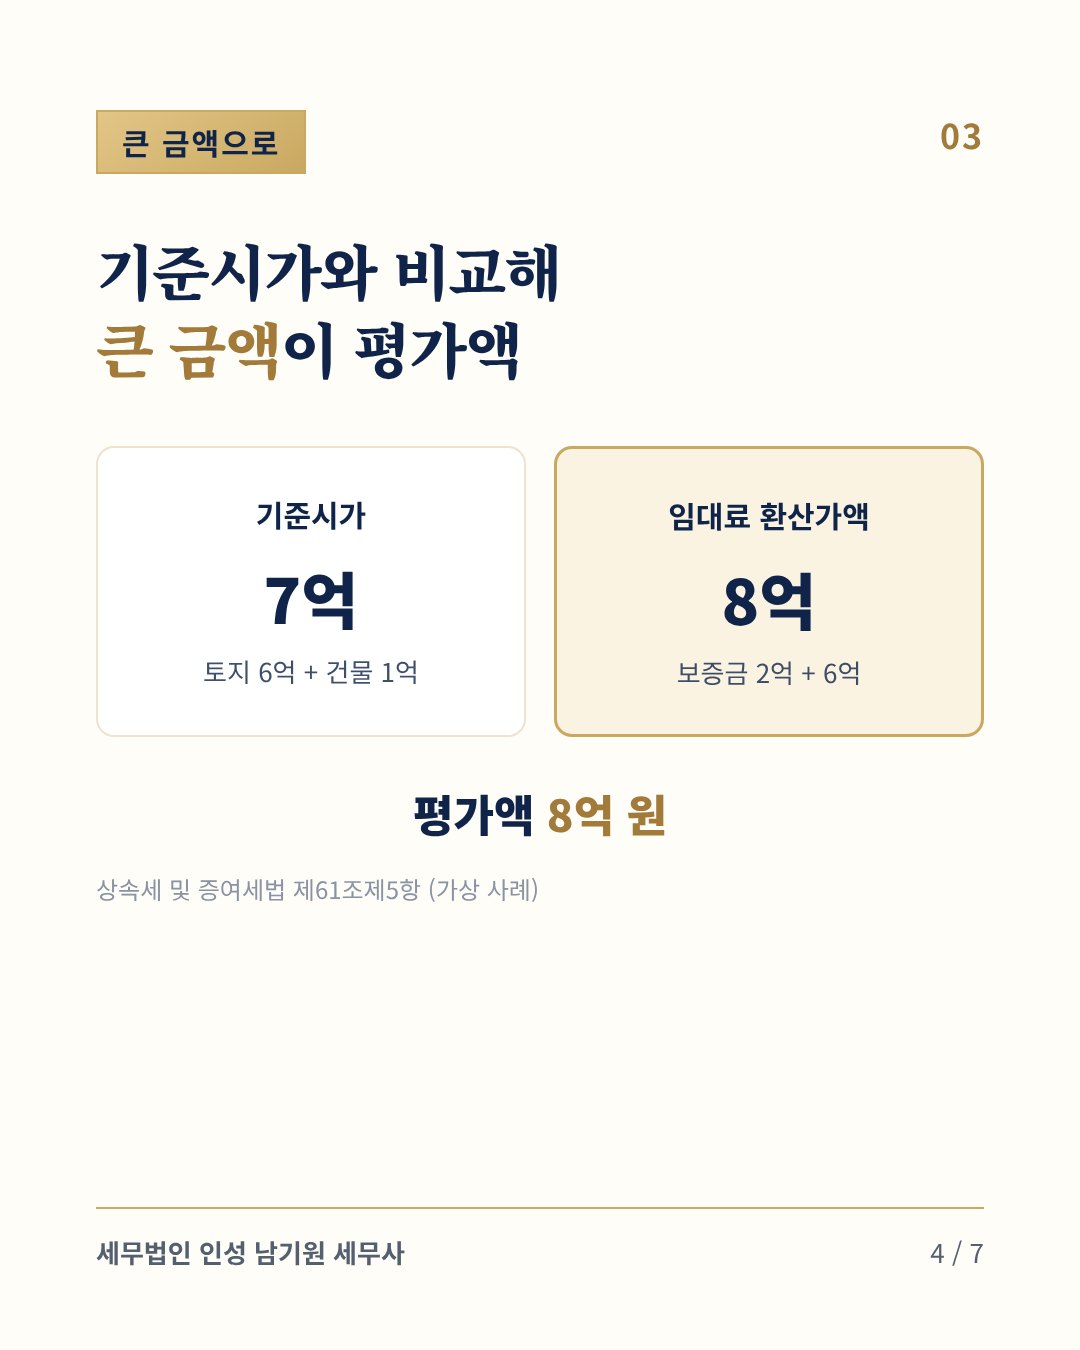 큰 금액으로
03
기준시가와 비교해
큰 금액이 평가액
기준시가
7억
토지 6억 + 건물 1억
임대료 환산가액
8억
보증금 2억 + 6억
평가액 8억 원
상속세 및 증여세법 제61조제5항 (가상 사례)
세무법인 인성 남기원 세무사
4 / 7